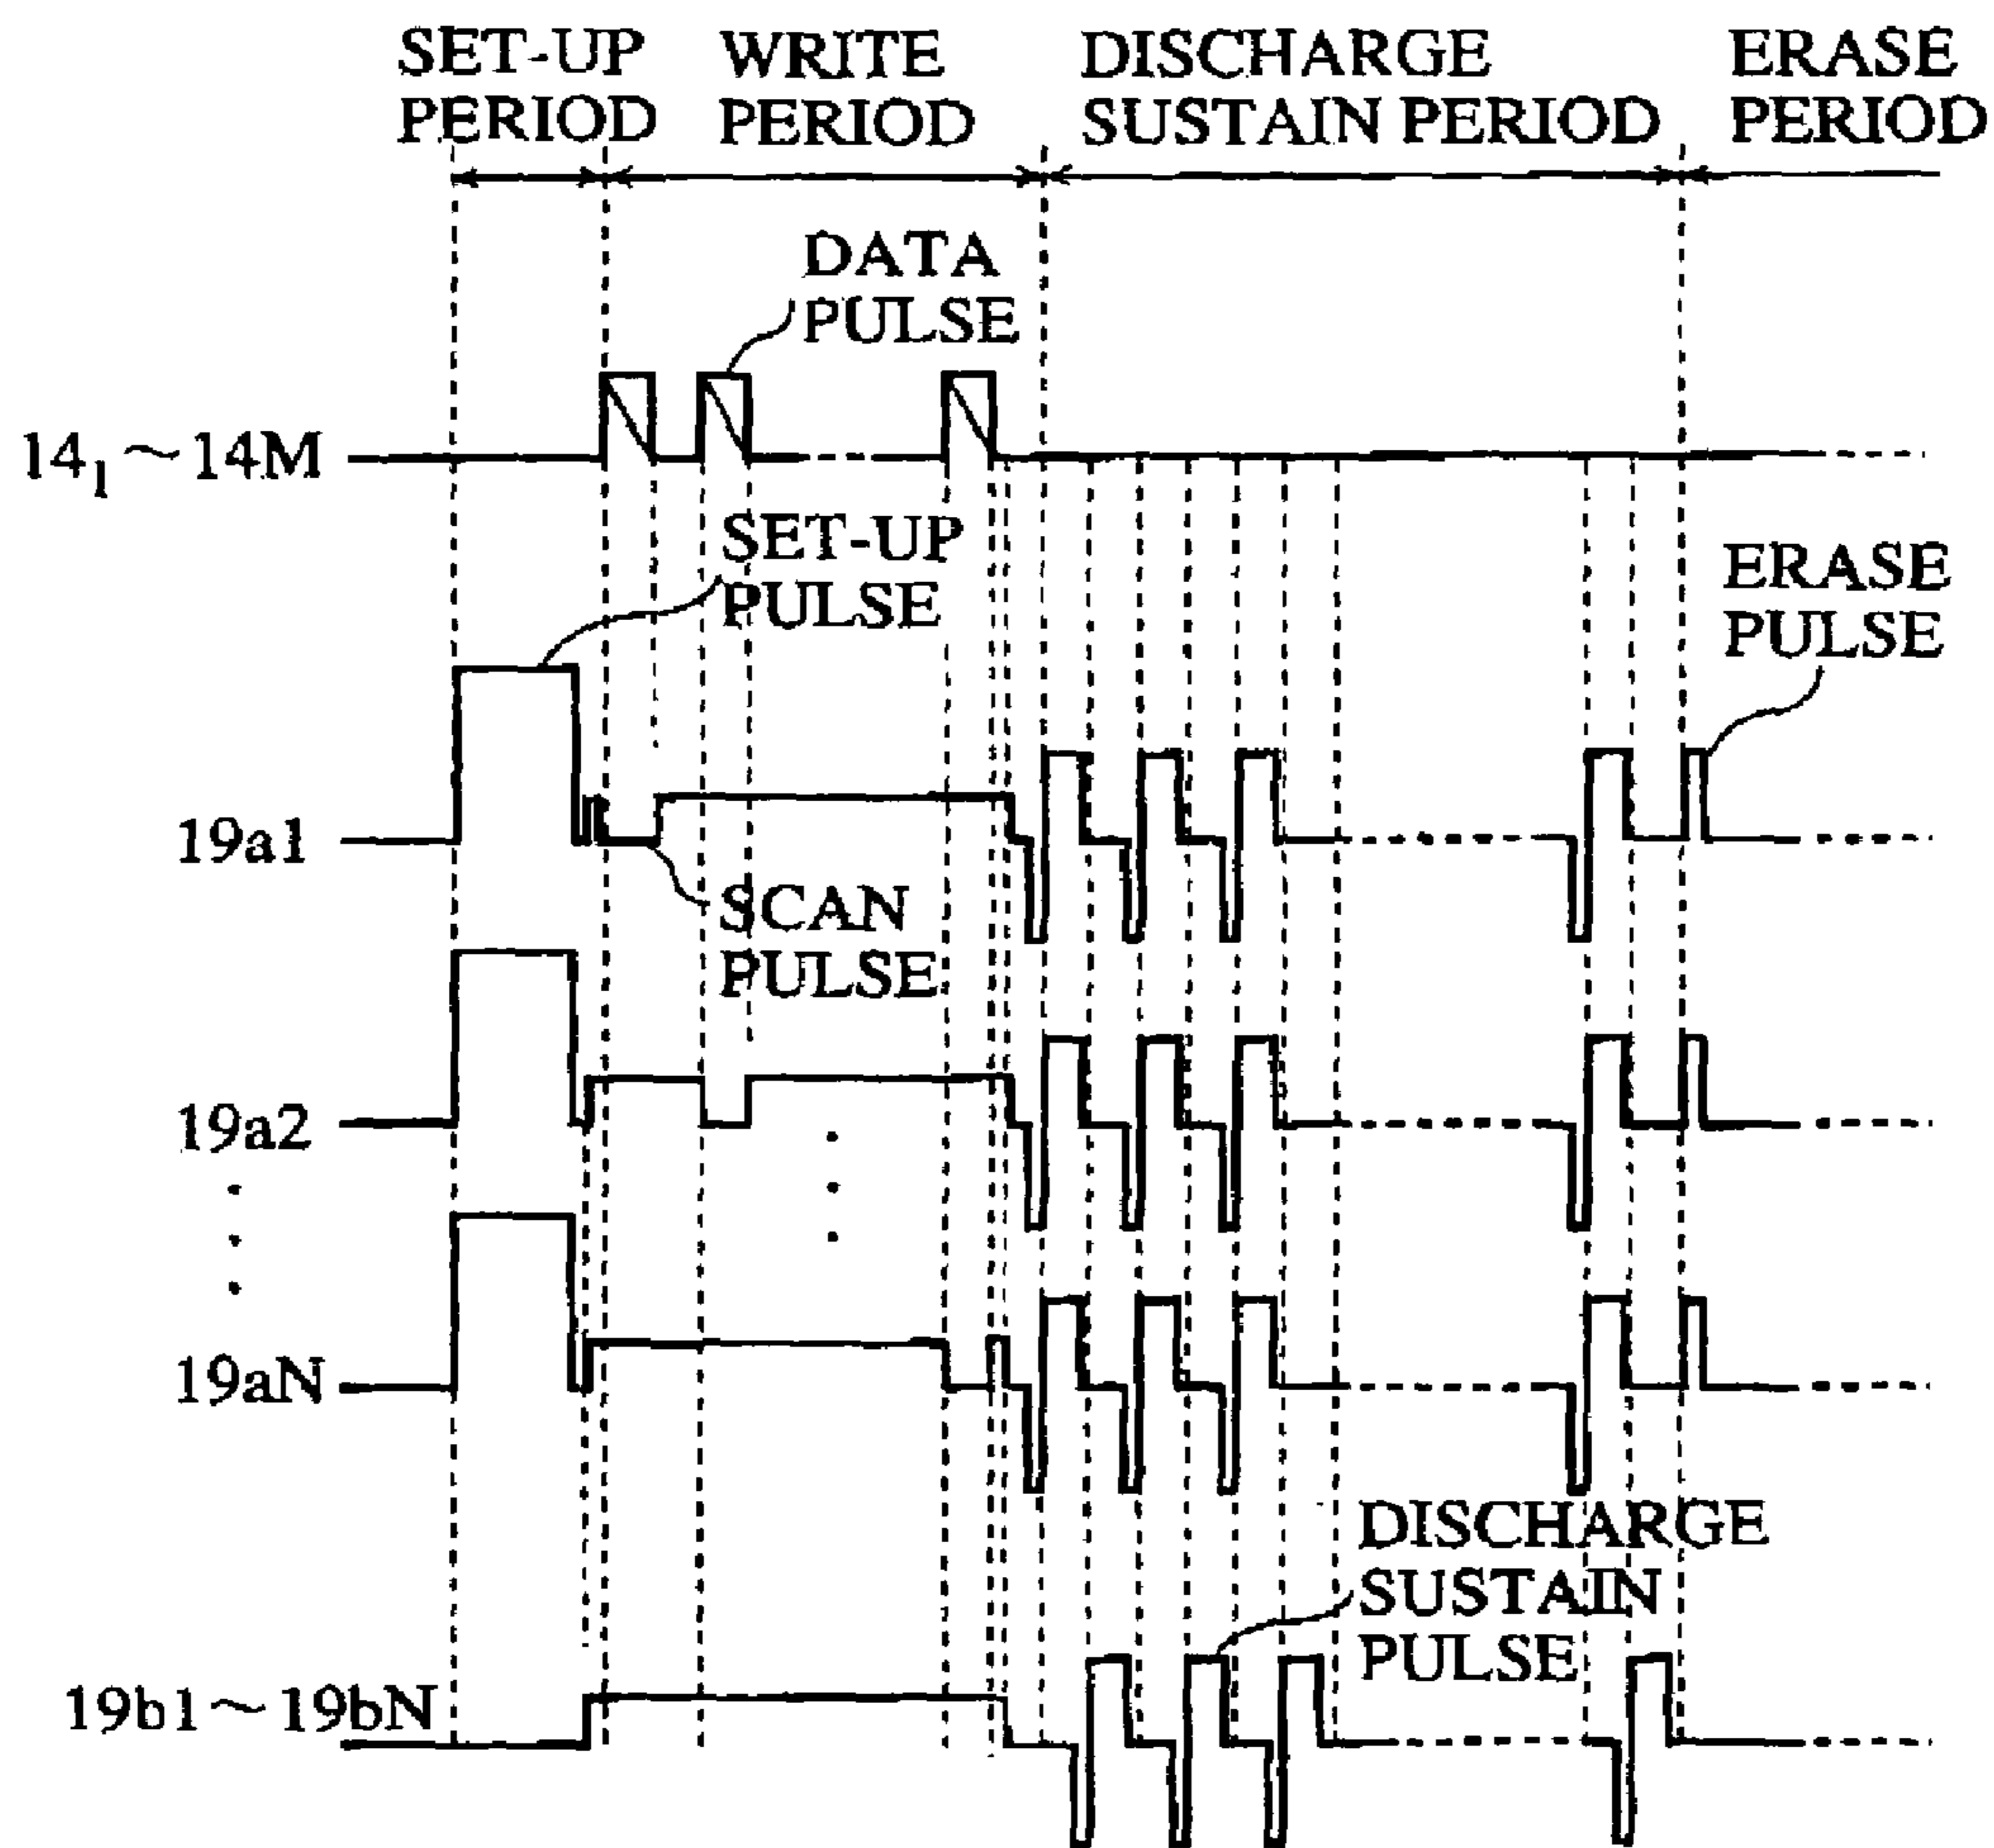 SET-UP
PERIOD
WRITE
PERIOD
DISCHARGE
SUSTAIN PERIOD
ERASE
PERIOD
DATA
PULSE
14₁～14M
SET-UP
PULSE
ERASE
PULSE
19a1
SCAN
PULSE
19a2
19aN
DISCHARGE
SUSTAIN
PULSE
19b1～19bN